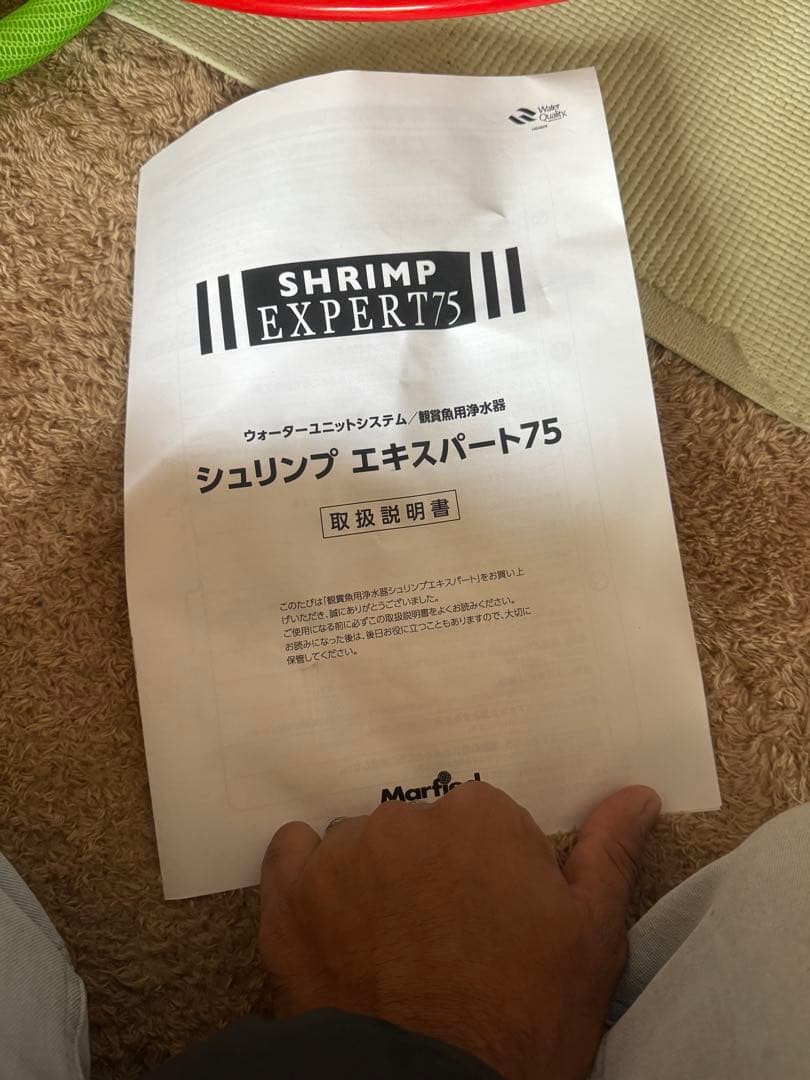 Water
Quality.
SHRIMP
EXPERT75
ウォーターユニットシステム/観賞魚用浄水器
シュリンプ エキスパート75
取扱説明書
このたびは「観賞魚用浄水器シュリンプエキスパート」をお買い上
げいただき、誠にありがとうございました。
ご使用になる前に必ずこの取扱説明書をよくお読みください。
お読みになった後は、後日お役に立つこともありますので、大切に
保管してください。